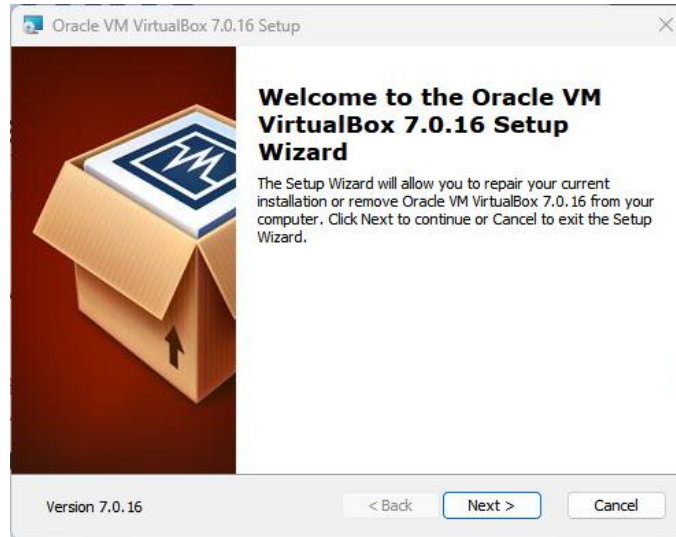 Oracle VM VirtualBox 7.0.16 Setup
Welcome to the Oracle VM
VirtualBox 7.0.16 Setup
Wizard
The Setup Wizard will allow you to repair your current
installation or remove Oracle VM VirtualBox 7.0.16 from your
computer. Click Next to continue or Cancel to exit the Setup
Wizard.
Version 7.0.16
< Back
Next >
Cancel